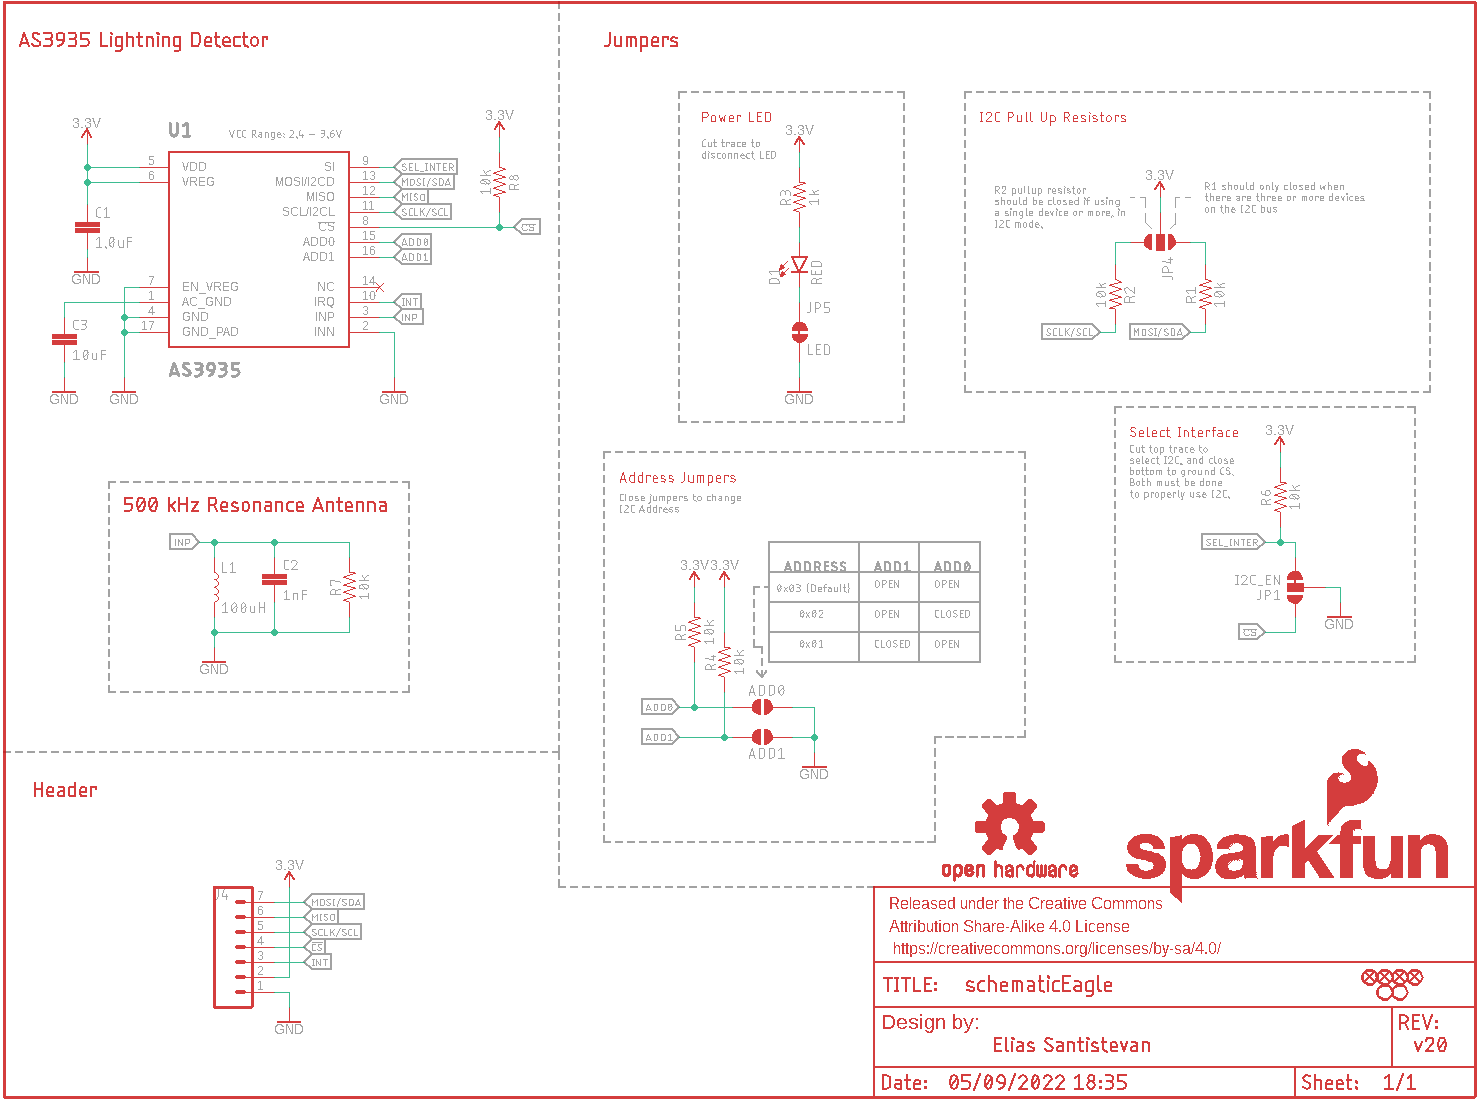 AS3935 Lightning Detector
3.3V
U1
VCC Range: 2.4 - 3.6V
5
6
VDD
VREG
C1
1.0uF
GND
7
1
4
17
EN_VREG
AC_GND
GND
GND_PAD
C3
10uF
GND
GND
AS3935
SI
MOSI/I2CD
MISO
SCL/I2CL
CS
ADD0
ADD1
NC
IRQ
INP
INN
9
13
12
11
8
15
16
14
10
3
2
SEL_INTER
MOSI/SDA
MISO
SCLK/SCL
ADD0
ADD1
INT
INP
GND
3.3V
10k
R8
CS
500 kHz Resonance Antenna
INP
L1
100uH
C2
1nF
R7
10k
GND
Header
3.3V
J4
7
6
5
4
3
2
1
MOSI/SDA
MISO
SCLK/SCL
CS
INT
GND
Jumpers
Power LED
Cut trace to
disconnect LED
3.3V
R3
1k
D1
RED
JP5
LED
GND
I2C Pull Up Resistors
R2 pullup resistor
should be closed if using
a single device or more, in
I2C mode.
3.3V
R1 should only closed when
there are three or more devices
on the I2C bus
JP4
10k
R2
R1
10k
SCLK/SCL
MOSI/SDA
Select Interface
Cut top trace to
select I2C, and close
bottom to ground CS.
Both must be done
to properly use I2C.
3.3V
R6
10k
SEL_INTER
I2C_EN
JP1
CS
GND
Address Jumpers
Close jumpers to change
I2C Address
3.3V 3.3V
R5
10k
R4
10k
ADDRESS ADD1 ADD0
0x03 (Default) OPEN OPEN
0x02 OPEN CLOSED
0x01 CLOSED OPEN
ADD0
ADD0
ADD1
ADD1
GND
open hardware
sparkfun
Released under the Creative Commons
Attribution Share-Alike 4.0 License
https://creativecommons.org/licenses/by-sa/4.0/
TITLE: schematicEagle
Design by:
Elias Santistevan
REV:
v20
Date: 05/09/2022 18:35
Sheet: 1/1